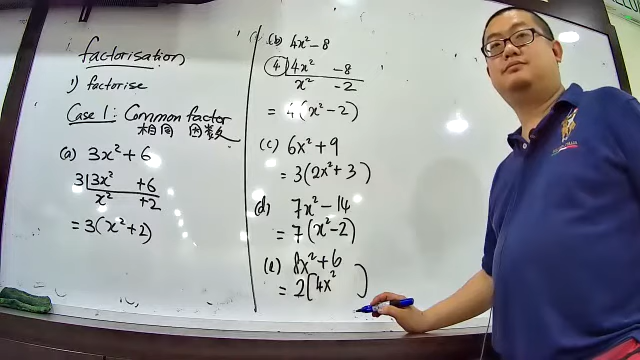 factorisation
1) factorise
Case 1: Common factor
相同 因数
(a) 3x² + 6
3 3x² +6
x² +2
= 3(x² + 2)
(b) 4x² - 8
4 4x² -8
x² -2
= 4(x² - 2)
(c) 6x² + 9
= 3(2x² + 3)
(d) 7x² - 14
= 7(x² - 2)
(e) 8x² + 6
= 2(4x² )